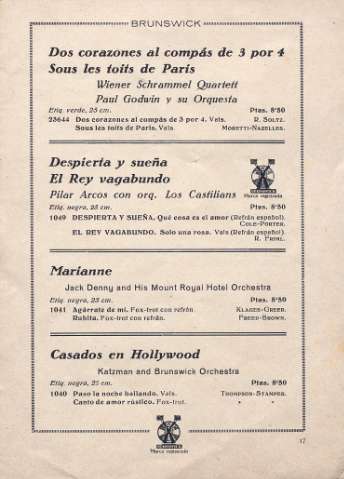 BRUNSWICK
Dos corazones al compás de 3 por 4
Sous les toits de Paris
Wiener Schrammel Quartett
Paul Godwin y su Orquesta
Etiq. verde, 25 cm. Ptas. 8'50
23644 Dos corazones al compás de 3 por 4. Vals. R. Soltz.
Sous les toits de Paris. Vals Moretti-Nazelles.
Despierta y sueña
El Rey vagabundo
Pilar Arcos con orq. Los Castilians
Marca registrada
Etiq. negra, 25 cm. Ptas. 8'50
1049 DESPIERTA Y SUEÑA. Qué cosa es el amor (Refrán español).
Cole-Porter.
EL REY VAGABUNDO. Solo una rosa. Vals (Refrán español).
R. Friml.
Marianne
Jack Denny and His Mount Royal Hotel Orchestra
Etiq. negra, 25 cm. Ptas. 8'50
1041 Agárrate de mí. Fox-trot con refrán. Klages-Greer.
Rubita. Fox-trot con refrán. Freed-Brown.
Casados en Hollywood
Katzman and Brunswick Orchestra
Etiq. negra, 25 cm. Ptas. 8'50
1040 Paso la noche bailando. Vals. Thompson-Stamper.
Canto de amor rústico. Fox-trot. " "
Marca registrada
17